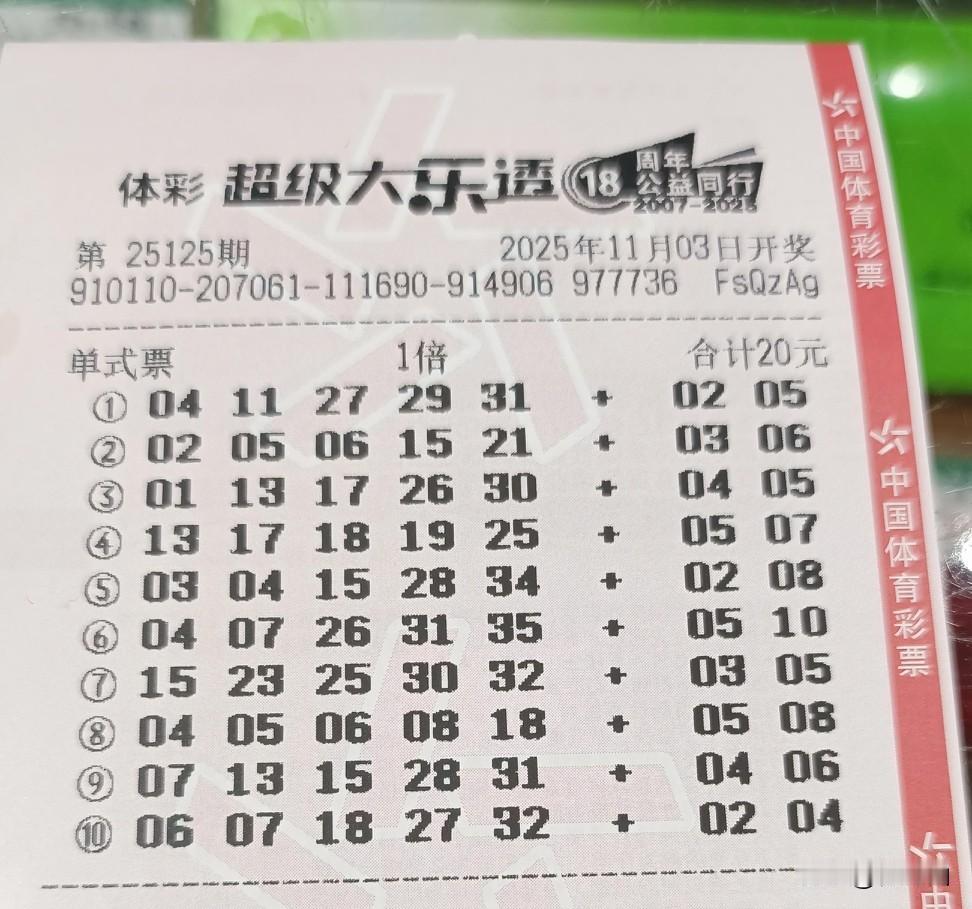 体彩 超级大乐透 18 周年 公益同行 2007-2025
第 25125期 2025年11月03日开奖
910110-207061-111690-914906 977736 FsQzAg
单式票 1倍 合计20元
① 04 11 27 29 31 + 02 05
② 02 05 06 15 21 + 03 06
③ 01 13 17 26 30 + 04 05
④ 13 17 18 19 25 + 05 07
⑤ 03 04 15 28 34 + 02 08
⑥ 04 07 26 31 35 + 05 10
⑦ 15 23 25 30 32 + 03 05
⑧ 04 05 06 08 18 + 05 08
⑨ 07 13 15 28 31 + 04 06
⑩ 06 07 18 27 32 + 02 04
中国体育彩票
中国体育彩票
中